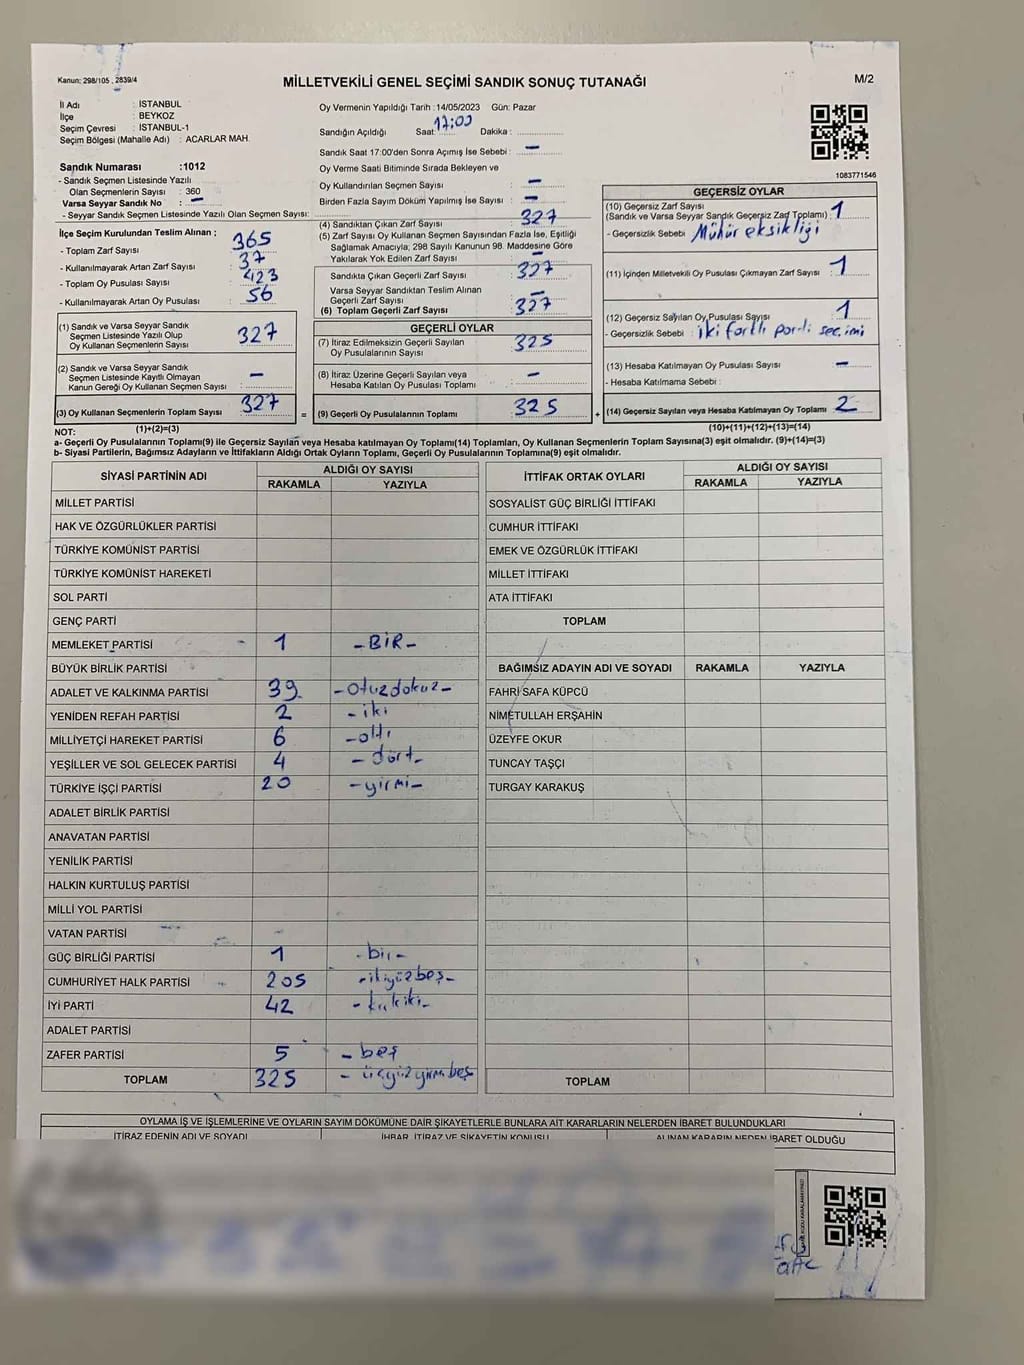 Kanun: 298/105 , 2839/4
MİLLETVEKİLİ GENEL SEÇİMİ SANDIK SONUÇ TUTANAĞI
M/2
İl Adı : İSTANBUL
İlçe : BEYKOZ
Seçim Çevresi : İSTANBUL-1
Seçim Bölgesi (Mahalle Adı) : ACARLAR MAH.
Oy Vermenin Yapıldığı Tarih :14/05/2023 Gün: Pazar
Sandığın Açıldığı Saat: 17:00 Dakika :
Sandık Saat 17:00'den Sonra Açımış İse Sebebi : –
Oy Verme Saati Bitiminde Sırada Bekleyen ve
Oy Kullandırılan Seçmen Sayısı : –
Birden Fazla Sayım Döküm Yapılmış İse Sayısı : –
1083771546
Sandık Numarası :1012
- Sandık Seçmen Listesinde Yazılı
Olan Seçmenlerin Sayısı : 360
Varsa Seyyar Sandık No : –
- Seyyar Sandık Seçmen Listesinde Yazılı Olan Seçmen Sayısı:
İlçe Seçim Kurulundan Teslim Alınan ;
- Toplam Zarf Sayısı : 365
- Kullanılmayarak Artan Zarf Sayısı : 37
- Toplam Oy Pusulası Sayısı : 423
- Kullanılmayarak Artan Oy Pusulası : 56
(1) Sandık ve Varsa Seyyar Sandık
Seçmen Listesinde Yazılı Olup
Oy Kullanan Seçmenlerin Sayısı : 327
(2) Sandık ve Varsa Seyyar Sandık
Seçmen Listesinde Kayıtlı Olmayan
Kanun Gereği Oy Kullanan Seçmen Sayısı : –
(3) Oy Kullanan Seçmenlerin Toplam Sayısı : 327
(1)+(2)=(3)
(4) Sandıktan Çıkan Zarf Sayısı : 327
(5) Zarf Sayısı Oy Kullanan Seçmen Sayısından Fazla İse, Eşitliği
Sağlamak Amacıyla; 298 Sayılı Kanunun 98. Maddesine Göre
Yakılarak Yok Edilen Zarf Sayısı : –
Sandıkta Çıkan Geçerli Zarf Sayısı : 327
Varsa Seyyar Sandıktan Teslim Alınan
Geçerli Zarf Sayısı : –
(6) Toplam Geçerli Zarf Sayısı : 327
GEÇERLİ OYLAR
(7) İtiraz Edilmeksizin Geçerli Sayılan
Oy Pusulalarının Sayısı : 325
(8) İtiraz Üzerine Geçerli Sayılan veya
Hesaba Katılan Oy Pusulası Toplamı : –
= (9) Geçerli Oy Pusulalarının Toplamı : 325 +
GEÇERSİZ OYLAR
(10) Geçersiz Zarf Sayısı
(Sandık ve Varsa Seyyar Sandık Geçersiz Zarf Toplamı) : 1
- Geçersizlik Sebebi : Mühür eksikliği
(11) İçinden Milletvekili Oy Pusulası Çıkmayan Zarf Sayısı : 1
(12) Geçersiz Sayılan Oy Pusulası Sayısı : 1
- Geçersizlik Sebebi : iki farklı parti seçimi
(13) Hesaba Katılmayan Oy Pusulası Sayısı : –
- Hesaba Katılmama Sebebi :
(14) Geçersiz Sayılan veya Hesaba Katılmayan Oy Toplamı : 2
(10)+(11)+(12)+(13)=(14)
NOT:
a- Geçerli Oy Pusulalarının Toplamı(9) ile Geçersiz Sayılan veya Hesaba katılmayan Oy Toplamı(14) Toplamları, Oy Kullanan Seçmenlerin Toplam Sayısına(3) eşit olmalıdır. (9)+(14)=(3)
b- Siyasi Partilerin, Bağımsız Adayların ve İttifakların Aldığı Ortak Oyların Toplamı, Geçerli Oy Pusulalarının Toplamına(9) eşit olmalıdır.
SİYASİ PARTİNİN ADI ALDIĞI OY SAYISI
RAKAMLA YAZIYLA
MİLLET PARTİSİ
HAK VE ÖZGÜRLÜKLER PARTİSİ
TÜRKİYE KOMÜNİST PARTİSİ
TÜRKİYE KOMÜNİST HAREKETİ
SOL PARTİ
GENÇ PARTİ
MEMLEKET PARTİSİ 1 -BİR-
BÜYÜK BİRLİK PARTİSİ
ADALET VE KALKINMA PARTİSİ 39 -otuzdokuz-
YENİDEN REFAH PARTİSİ 2 -iki
MİLLİYETÇİ HAREKET PARTİSİ 6 -altı
YEŞİLLER VE SOL GELECEK PARTİSİ 4 -dört-
TÜRKİYE İŞÇİ PARTİSİ 20 -yirmi-
ADALET BİRLİK PARTİSİ
ANAVATAN PARTİSİ
YENİLİK PARTİSİ
HALKIN KURTULUŞ PARTİSİ
MİLLİ YOL PARTİSİ
VATAN PARTİSİ
GÜÇ BİRLİĞİ PARTİSİ 1 -bir-
CUMHURİYET HALK PARTİSİ 205 -ikiyüzbeş-
İYİ PARTİ 42 -kırkiki-
ADALET PARTİSİ
ZAFER PARTİSİ 5 -beş
TOPLAM 325 -üçyüzyirmibeş
İTTİFAK ORTAK OYLARI ALDIĞI OY SAYISI
RAKAMLA YAZIYLA
SOSYALİST GÜÇ BİRLİĞİ İTTİFAKI
CUMHUR İTTİFAKI
EMEK VE ÖZGÜRLÜK İTTİFAKI
MİLLET İTTİFAKI
ATA İTTİFAKI
TOPLAM
BAĞIMSIZ ADAYIN ADI VE SOYADI RAKAMLA YAZIYLA
FAHRİ SAFA KÜPCÜ
NİMETULLAH ERŞAHİN
ÜZEYFE OKUR
TUNCAY TAŞÇI
TURGAY KARAKUŞ
TOPLAM
OYLAMA İŞ VE İŞLEMLERİNE VE OYLARIN SAYIM DÖKÜMÜNE DAİR ŞİKAYETLERLE BUNLARA AİT KARARLARIN NELERDEN İBARET BULUNDUKLARI
İTİRAZ EDENİN ADI VE SOYADI İHBAR, İTİRAZ VE ŞİKAYETİN KONUSU ALINAN KARARIN NEDEN İBARET OLDUĞU